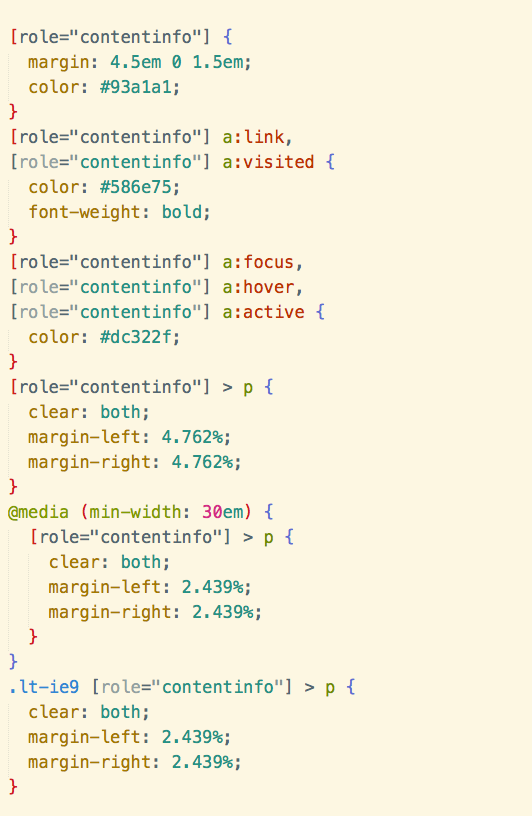 [role="contentinfo"] {
  margin: 4.5em 0 1.5em;
  color: #93a1a1;
}
[role="contentinfo"] a:link,
[role="contentinfo"] a:visited {
  color: #586e75;
  font-weight: bold;
}
[role="contentinfo"] a:focus,
[role="contentinfo"] a:hover,
[role="contentinfo"] a:active {
  color: #dc322f;
}
[role="contentinfo"] > p {
  clear: both;
  margin-left: 4.762%;
  margin-right: 4.762%;
}
@media (min-width: 30em) {
  [role="contentinfo"] > p {
    clear: both;
    margin-left: 2.439%;
    margin-right: 2.439%;
  }
}
.lt-ie9 [role="contentinfo"] > p {
  clear: both;
  margin-left: 2.439%;
  margin-right: 2.439%;
}